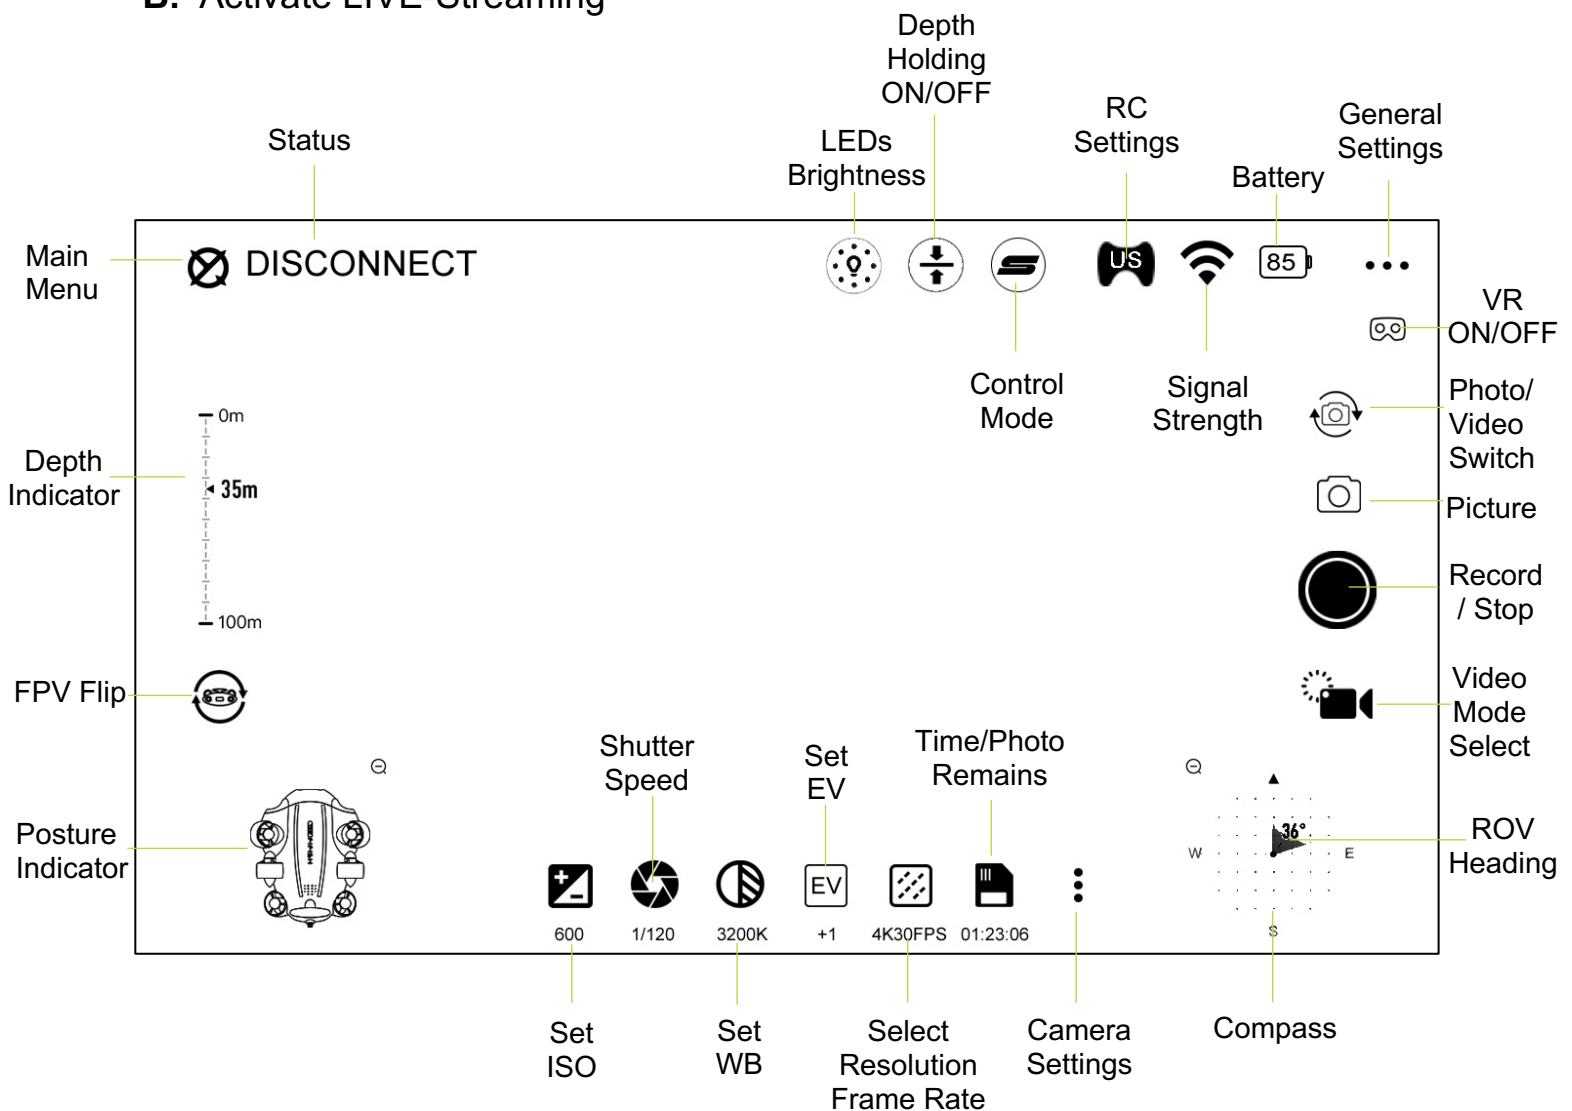 B. Activate LIVE-Streaming
Depth
Holding
ON/OFF
Status
LEDs
Brightness
RC
Settings
General
Settings
Battery
Main
Menu
DISCONNECT
US
85
VR
ON/OFF
Control
Mode
Signal
Strength
Photo/
Video
Switch
0m
Depth
Indicator
35m
Picture
100m
Record
/ Stop
FPV Flip
Video
Mode
Select
Shutter
Speed
Set
EV
Time/Photo
Remains
Posture
Indicator
EV
36°
W
E
S
ROV
Heading
600
1/120
3200K
+1
4K30FPS
01:23:06
Set
ISO
Set
WB
Select
Resolution
Frame Rate
Camera
Settings
Compass